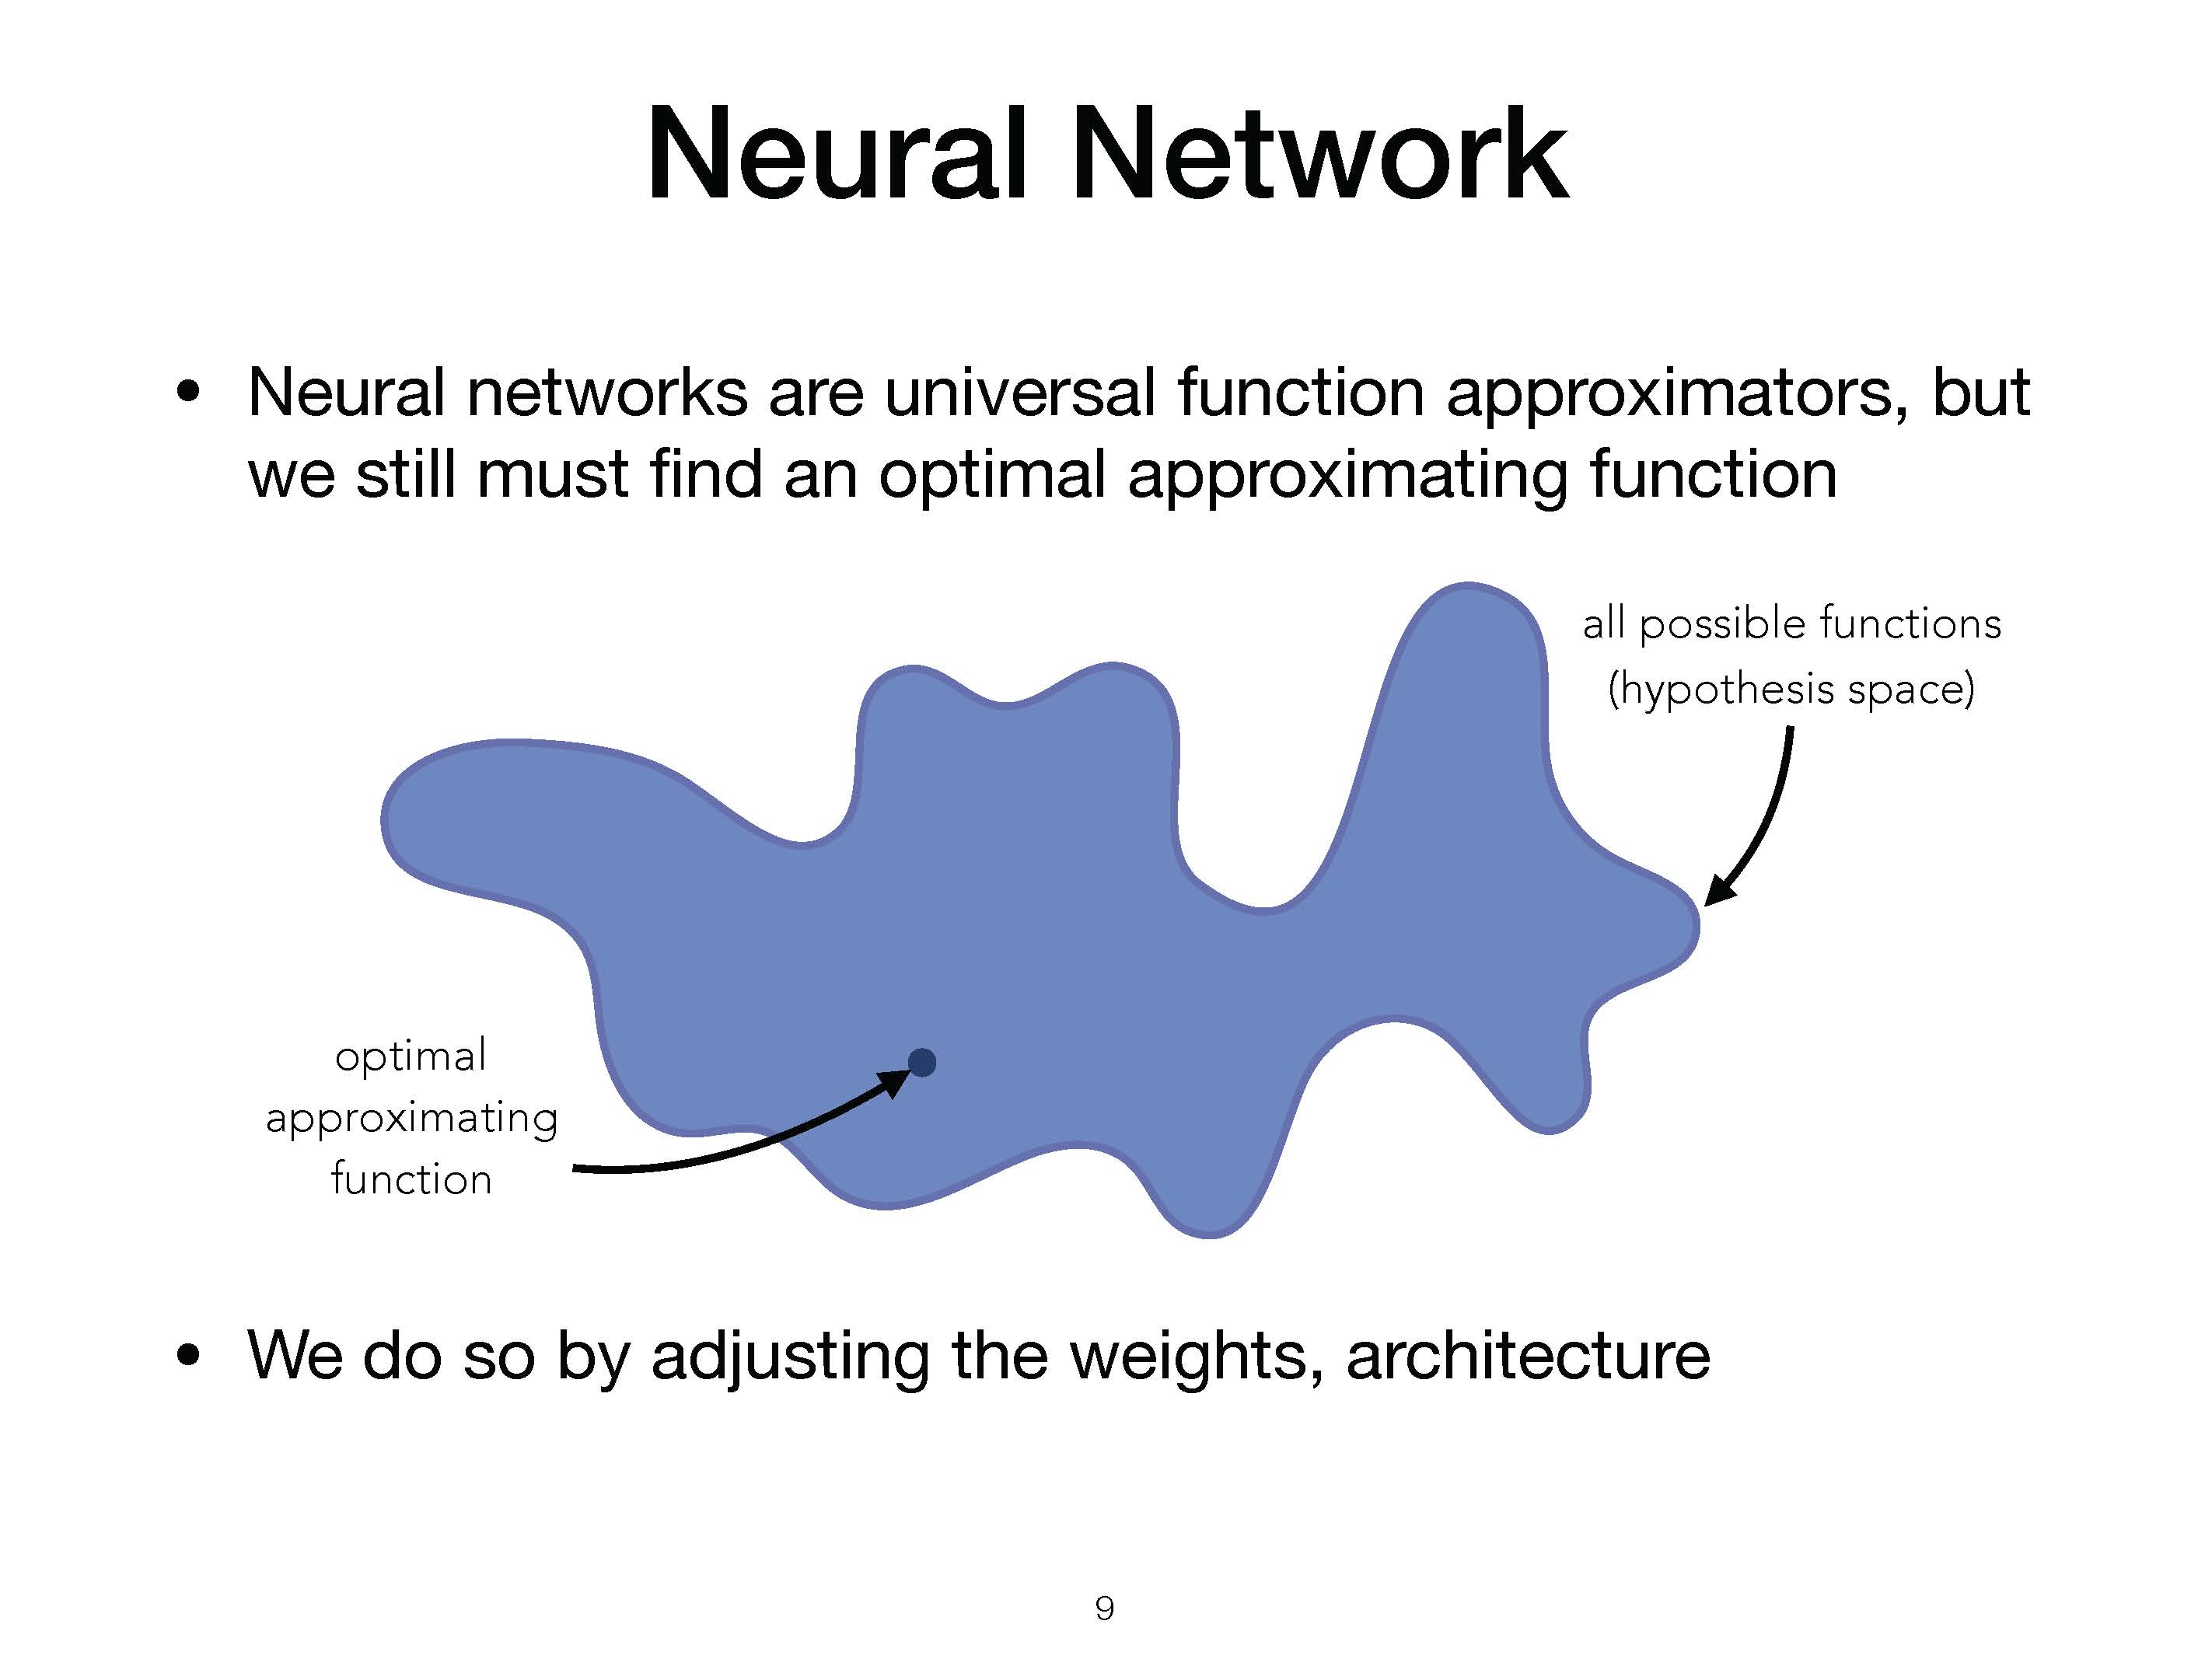 Neural Network
• Neural networks are universal function approximators, but
we still must find an optimal approximating function
all possible functions
(hypothesis space)
optimal
approximating
function
• We do so by adjusting the weights, architecture
9